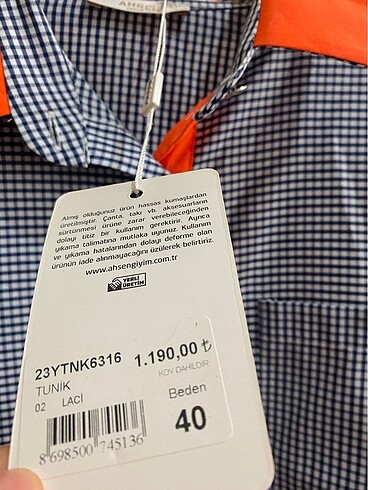 AHSEN
Almış olduğunuz ürün hassas kumaşlardan
üretilmiştir. Çanta, takı vb. aksesuarların
sürtünmesi ürüne zarar verebileceğinden
dolayı titiz bir kullanım gerektirir. Ayrıca
yıkama talimatına mutlaka uyunuz. Kullanım
ve yıkama hatalarından dolayı deforme olan
ürünün iade alınmayacağını üzülerek belirtiriz.
www.ahsengiyim.com.tr
YERLİ
ÜRETİM
23YTNK6316 1.190,00 ₺
TUNİK KDV DAHİLDİR
02 LACİ Beden
40
8 698500 745136